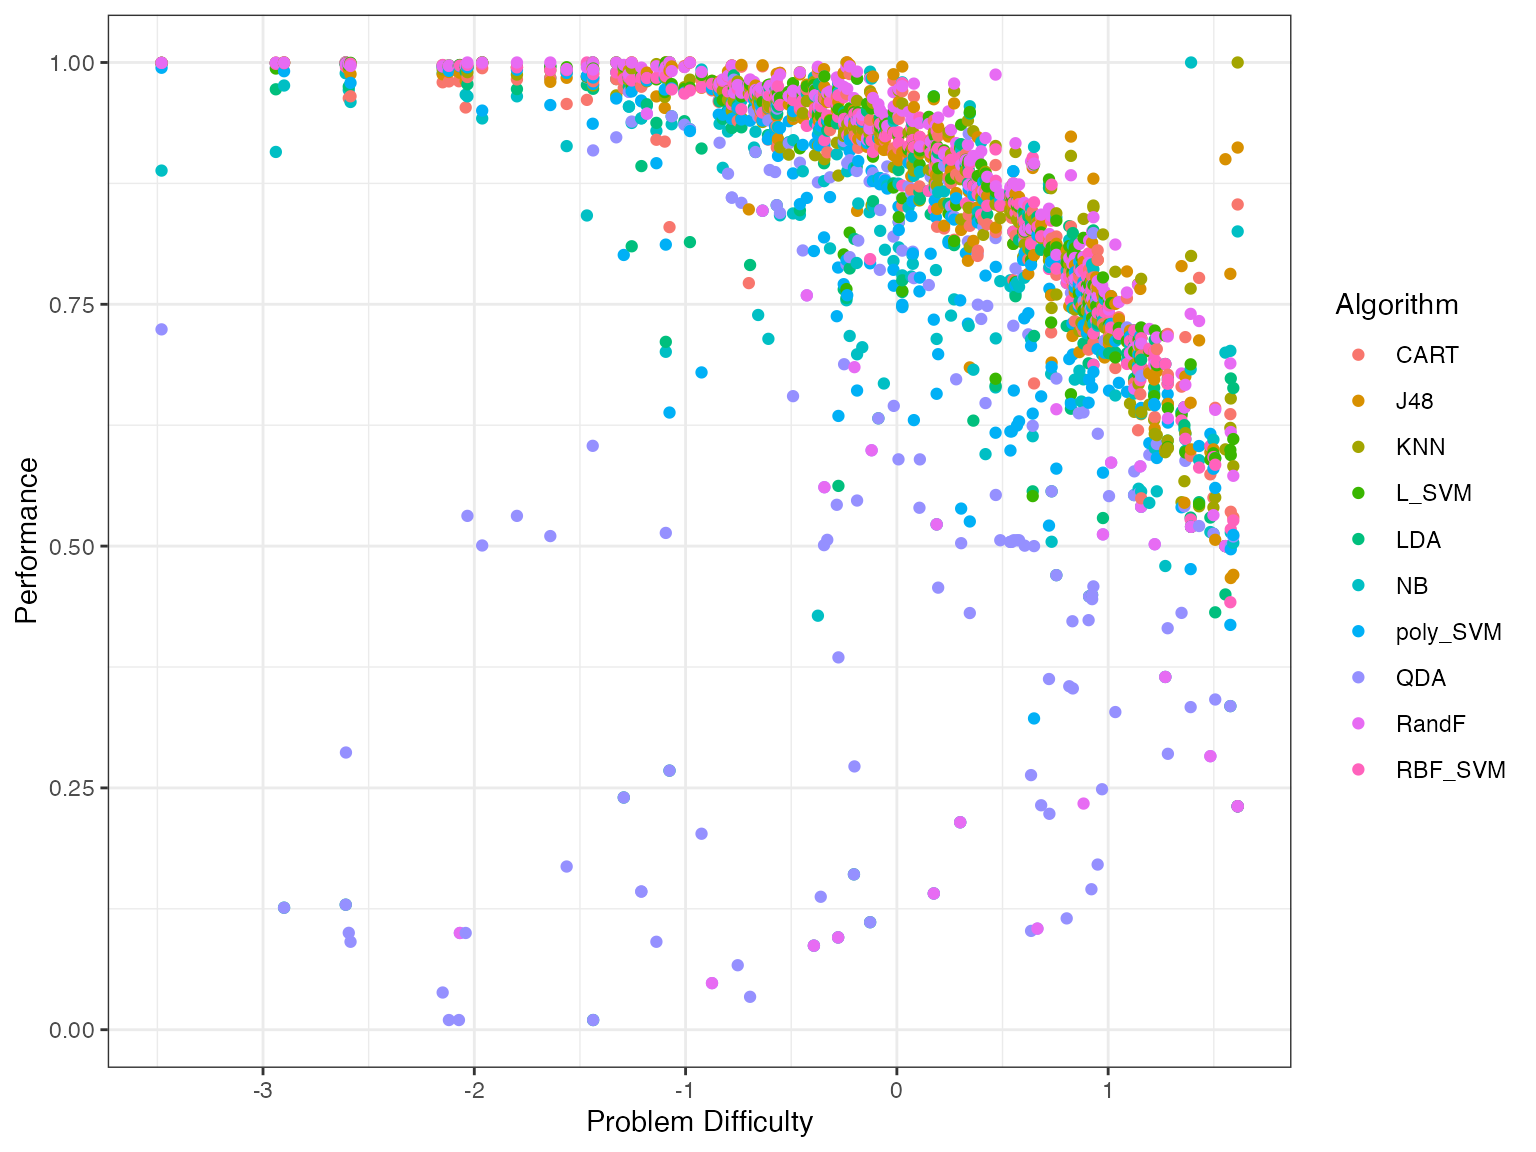 1.00
0.75
0.50
0.25
0.00
Performance
-3
-2
-1
0
1
Problem Difficulty
Algorithm
CART
J48
KNN
L_SVM
LDA
NB
poly_SVM
QDA
RandF
RBF_SVM